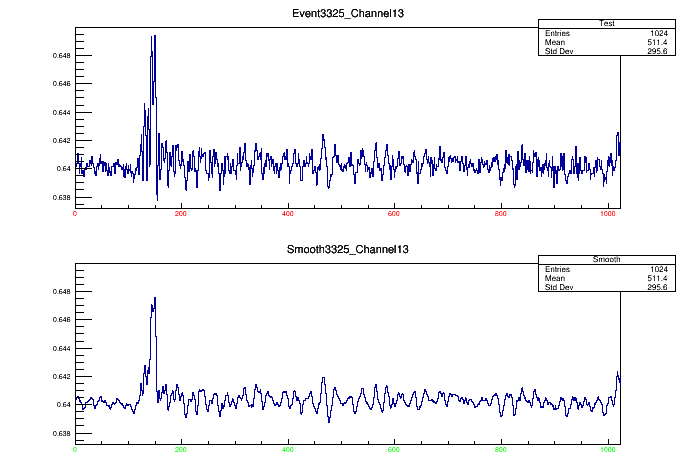 Event3325_Channel13
Test
Entries 1024
Mean 511.4
Std Dev 295.6
0.648
0.646
0.644
0.642
0.64
0.638
0 200 400 600 800 1000
Smooth3325_Channel13
Smooth
Entries 1024
Mean 511.4
Std Dev 295.6
0.648
0.646
0.644
0.642
0.64
0.638
0 200 400 600 800 1000